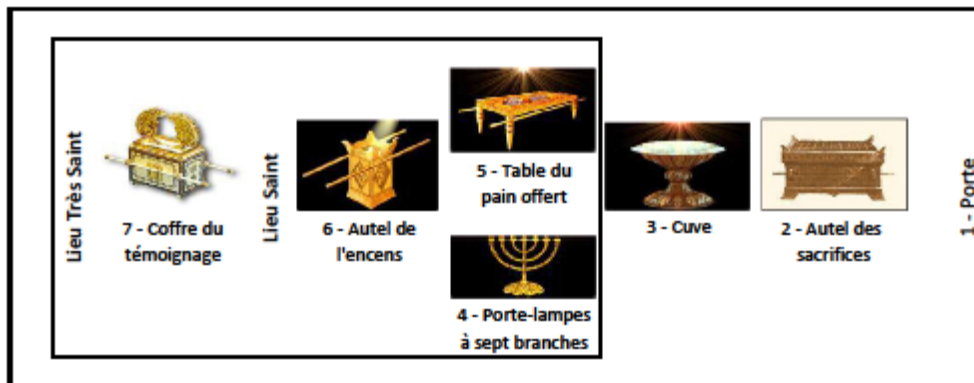 Lieu Très Saint
7 - Coffre du
témoignage
Lieu Saint
6 - Autel de
l'encens
5 - Table du
pain offert
4 - Porte-lampes
à sept branches
3 - Cuve
2 - Autel des
sacrifices
1 - Porte